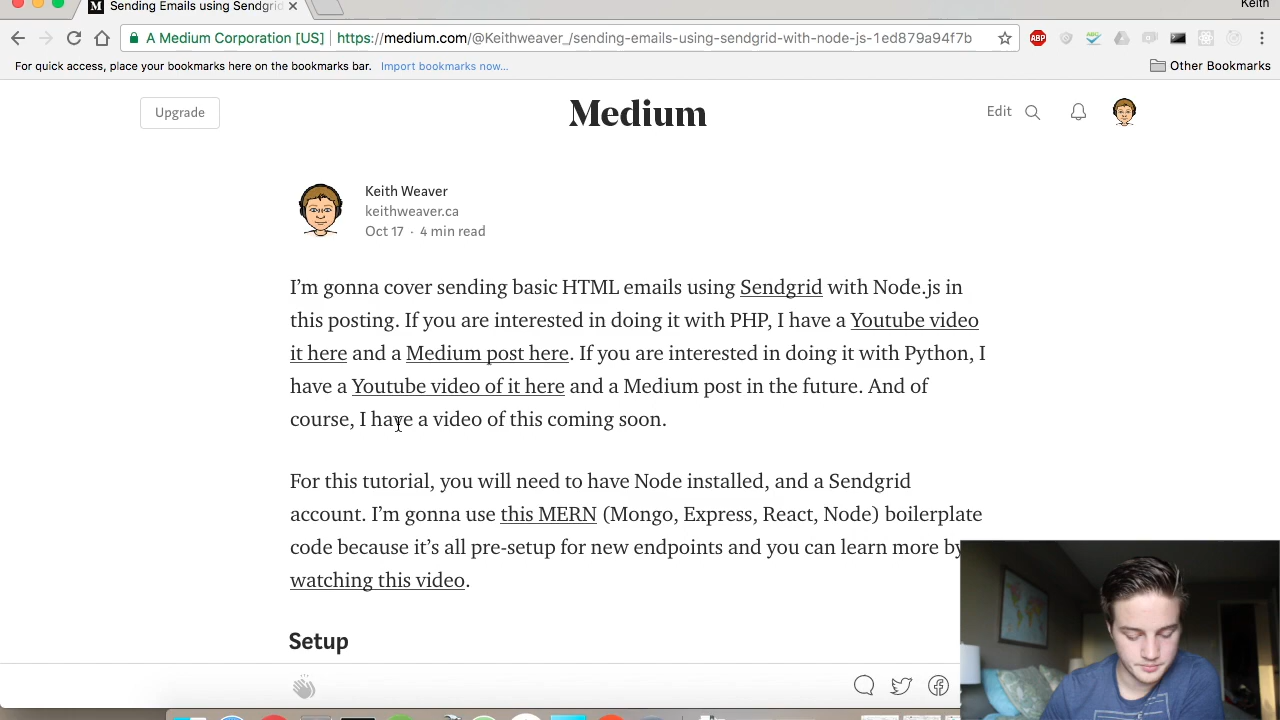 Keith
Sending Emails using Sendgrid
A Medium Corporation [US]
https://medium.com/@Keithweaver_/sending-emails-using-sendgrid-with-node-js-1ed879a94f7b
ABP
For quick access, place your bookmarks here on the bookmarks bar. Import bookmarks now...
Other Bookmarks
Upgrade
Medium
Edit
Keith Weaver
keithweaver.ca
Oct 17 · 4 min read
I'm gonna cover sending basic HTML emails using Sendgrid with Node.js in
this posting. If you are interested in doing it with PHP, I have a Youtube video
it here and a Medium post here. If you are interested in doing it with Python, I
have a Youtube video of it here and a Medium post in the future. And of
course, I have a video of this coming soon.
For this tutorial, you will need to have Node installed, and a Sendgrid
account. I'm gonna use this MERN (Mongo, Express, React, Node) boilerplate
code because it's all pre-setup for new endpoints and you can learn more by
watching this video.
Setup